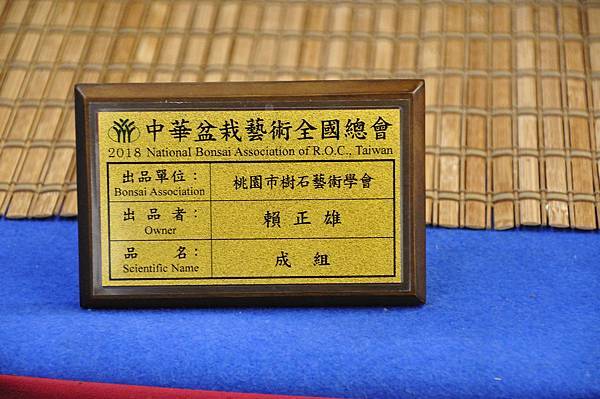 中華盆栽藝術全國總會
2018 National Bonsai Association of R.O.C., Taiwan
出品單位： 桃園市樹石藝術學會
Bonsai Association
出品者： 賴正雄
Owner
品名： 成組
Scientific Name